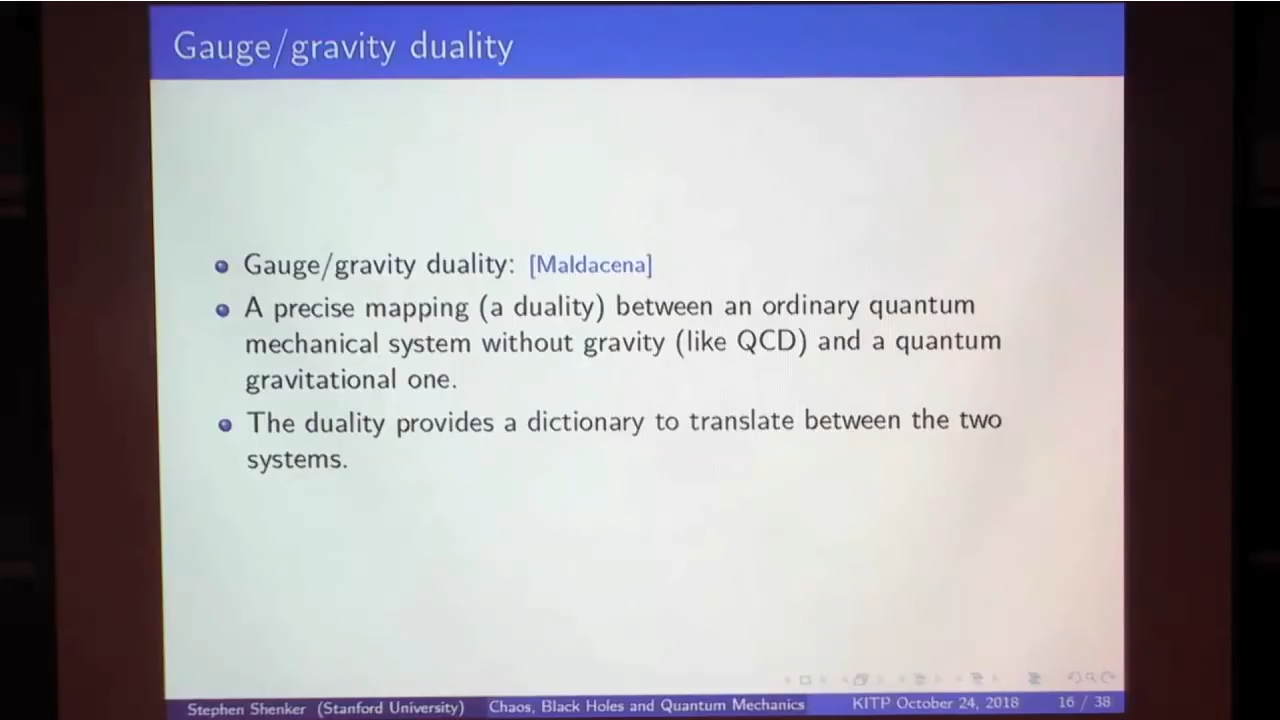 Gauge/gravity duality
Gauge/gravity duality: [Maldacena]
A precise mapping (a duality) between an ordinary quantum
mechanical system without gravity (like QCD) and a quantum
gravitational one.
The duality provides a dictionary to translate between the two
systems.
Stephen Shenker (Stanford University) Chaos, Black Holes and Quantum Mechanics KITP October 24, 2018 16 / 38